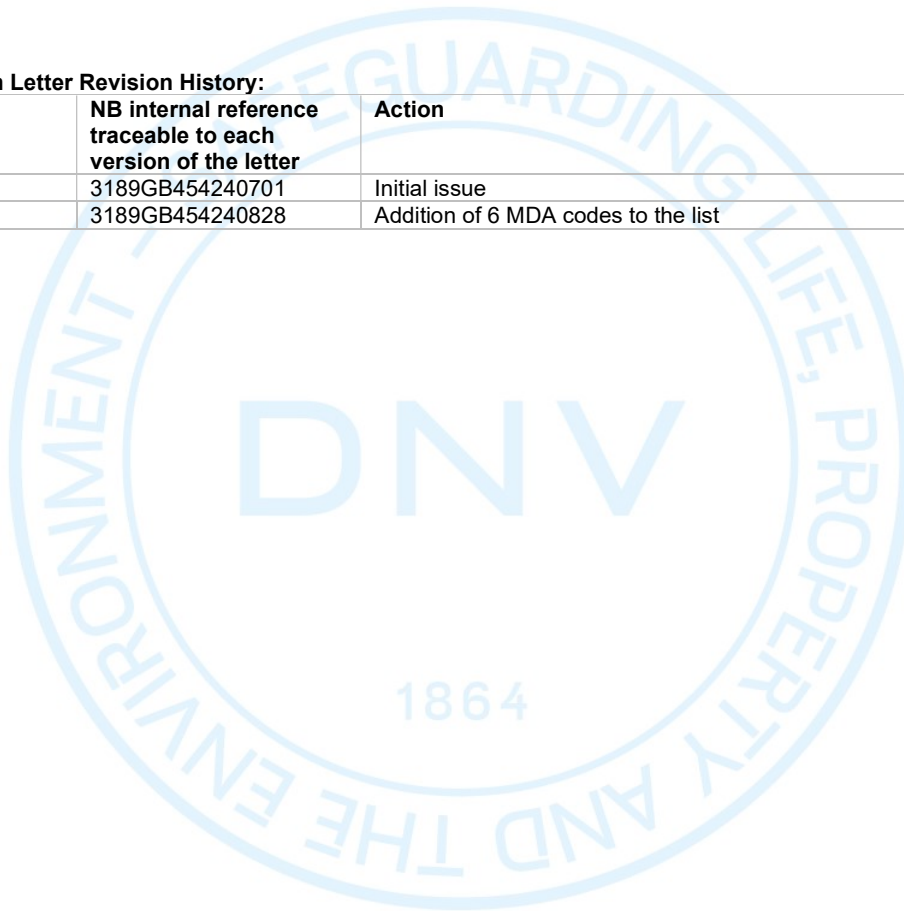 Letter Revision History:
NB internal reference Action
traceable to each
version of the letter
3189GB454240701 Initial issue
3189GB454240828 Addition of 6 MDA codes to the list
SAFEGUARDING LIFE, PROPERTY AND THE ENVIRONMENT
DNV
1864